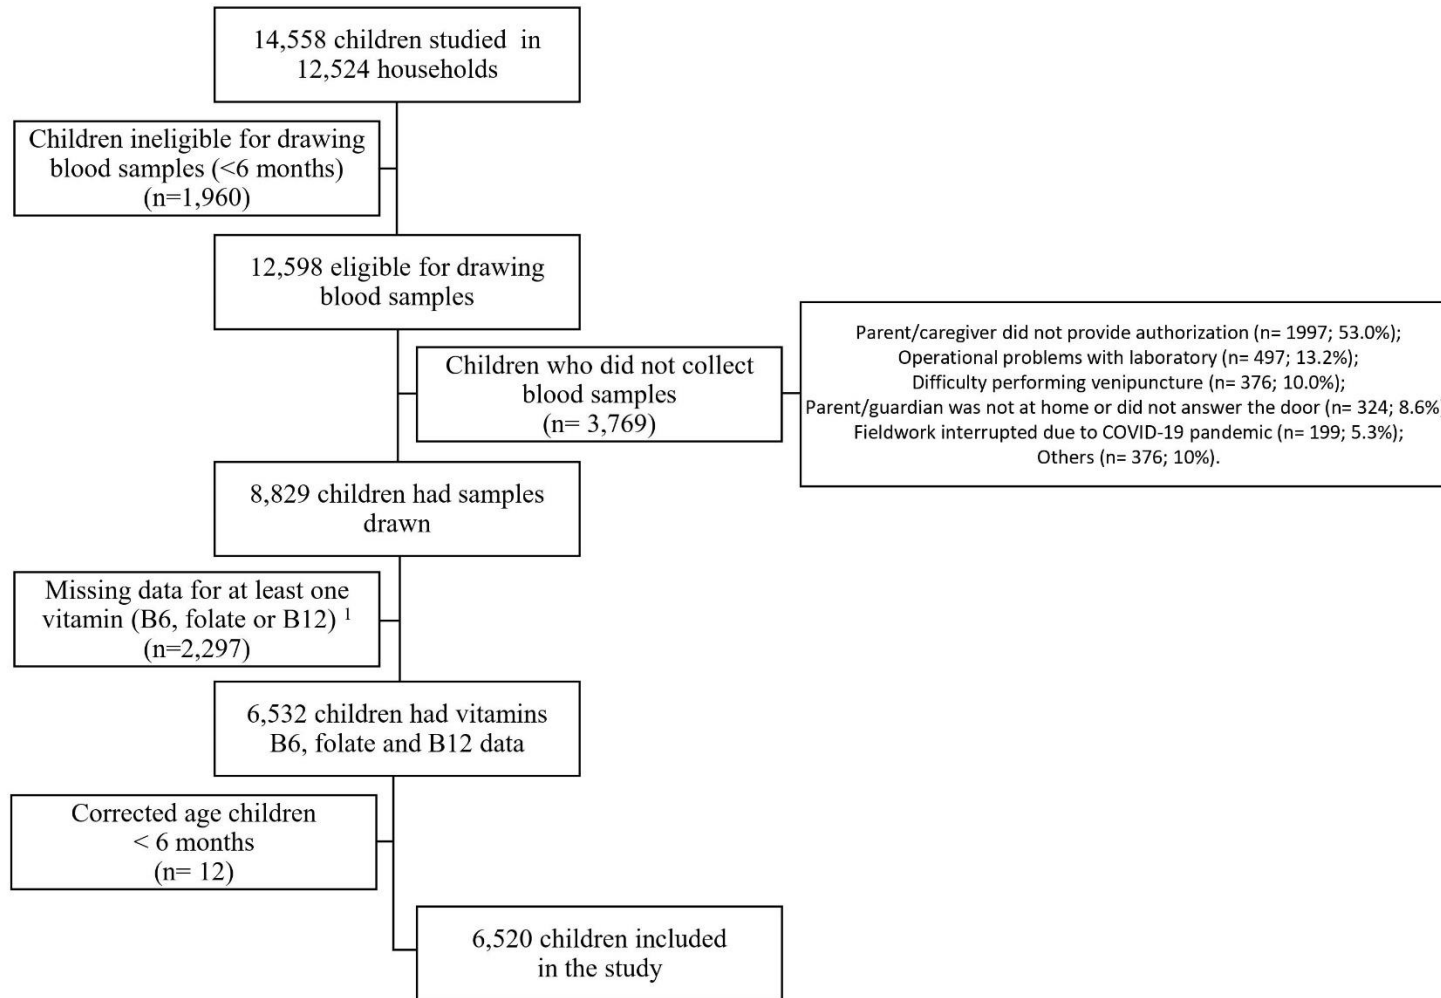 14,558 children studied in
12,524 households
Children ineligible for drawing
blood samples (<6 months)
(n=1,960)
12,598 eligible for drawing
blood samples
Children who did not collect
blood samples
(n= 3,769)
Parent/caregiver did not provide authorization (n= 1997; 53.0%);
Operational problems with laboratory (n= 497; 13.2%);
Difficulty performing venipuncture (n= 376; 10.0%);
Parent/guardian was not at home or did not answer the door (n= 324; 8.6%)
Fieldwork interrupted due to COVID-19 pandemic (n= 199; 5.3%);
Others (n= 376; 10%).
8,829 children had samples
drawn
Missing data for at least one
vitamin (B6, folate or B12) 1
(n=2,297)
6,532 children had vitamins
B6, folate and B12 data
Corrected age children
< 6 months
(n= 12)
6,520 children included
in the study